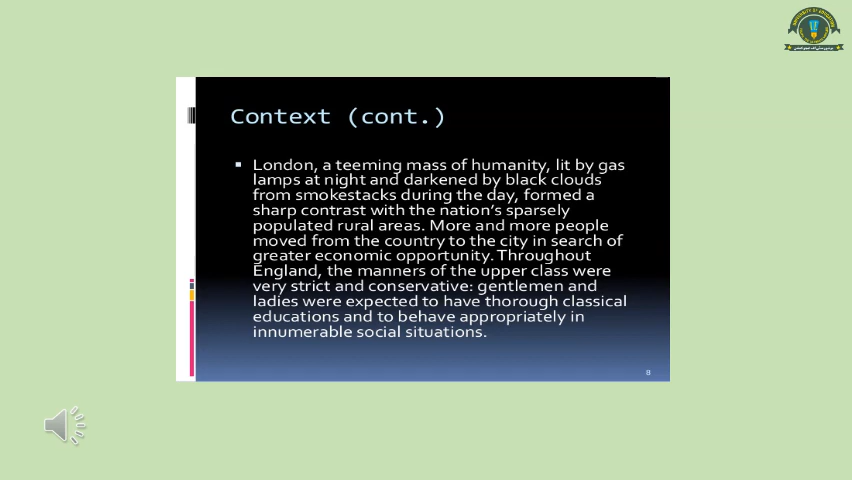 Context (cont.)
London, a teeming mass of humanity, lit by gas
lamps at night and darkened by black clouds
from smokestacks during the day, formed a
sharp contrast with the nation's sparsely
populated rural areas. More and more people
moved from the country to the city in search of
greater economic opportunity. Throughout
England, the manners of the upper class were
very strict and conservative: gentlemen and
ladies were expected to have thorough classical
educations and to behave appropriately in
innumerable social situations.
8